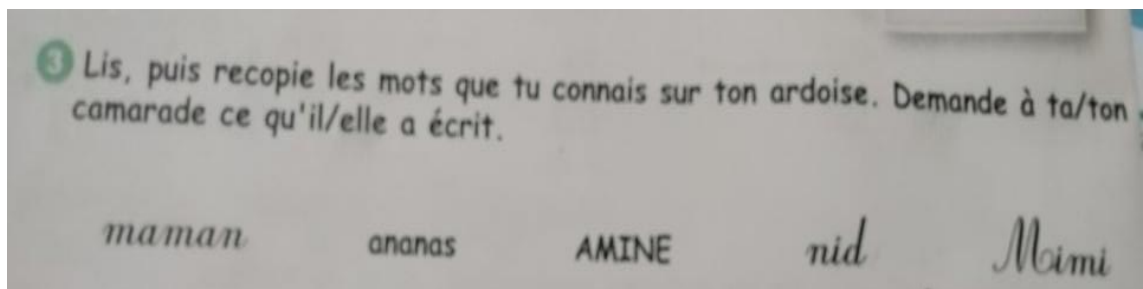 3 Lis, puis recopie les mots que tu connais sur ton ardoise. Demande à ta/ton
camarade ce qu'il/elle a écrit.
maman ananas AMINE nid Mimi